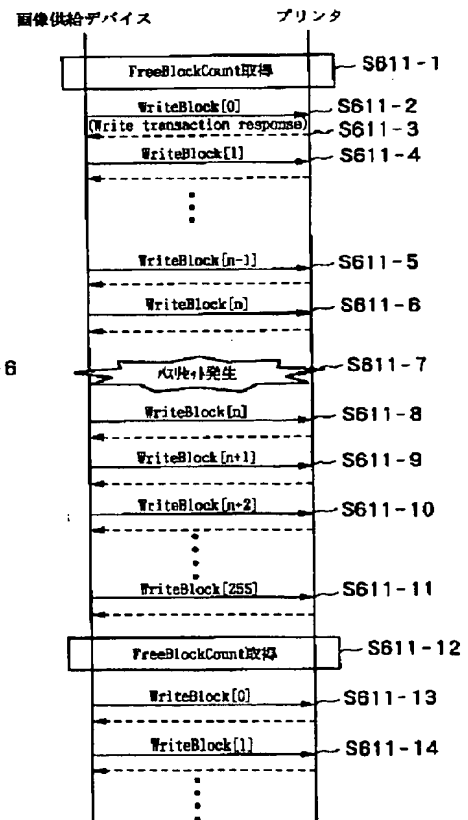 画像供給デバイス プリンタ
FreeBlockCount取得 S611-1
WriteBlock[0] S611-2
(Write transaction response) S611-3
WriteBlock[1] S611-4
WriteBlock[n-1] S611-5
WriteBlock[n] S611-6
6 バスリセット発生 S611-7
WriteBlock[n] S611-8
WriteBlock[n+1] S611-9
WriteBlock[n+2] S611-10
WriteBlock[255] S611-11
FreeBlockCount取得 S611-12
WriteBlock[0] S611-13
WriteBlock[1] S611-14